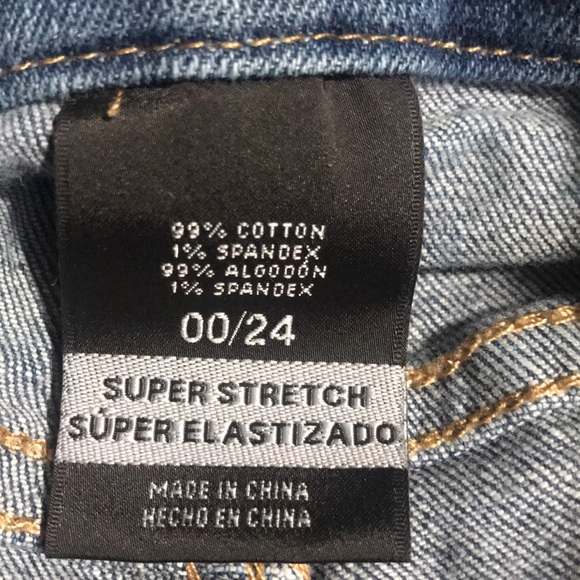 99% COTTON
1% SPANDEX
99% ALGODÓN
1% SPANDEX
00/24
SUPER STRETCH
SÚPER ELASTIZADO
MADE IN CHINA
HECHO EN CHINA